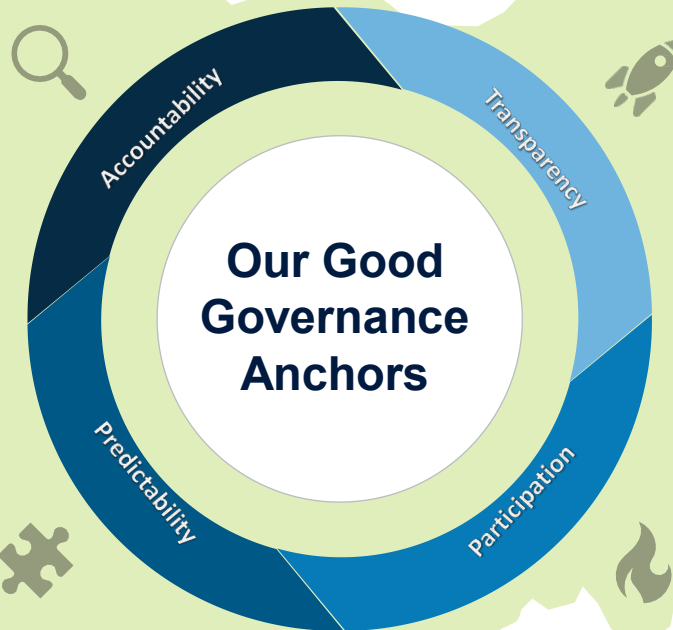 Accountability
Transparency
Our Good
Governance
Anchors
Predictability
Participation